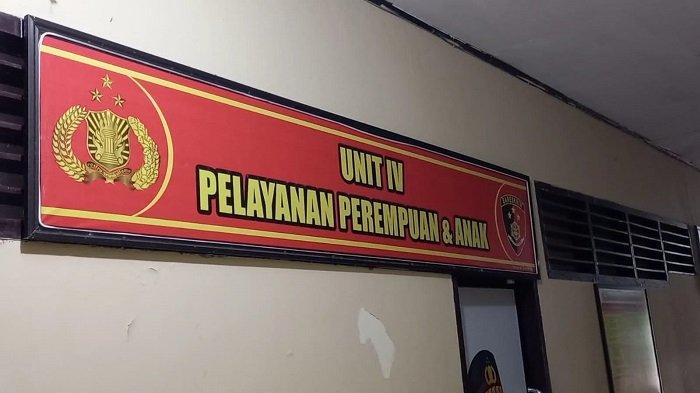 UNIT IV
PELAYANAN PEREMPUAN & ANAK